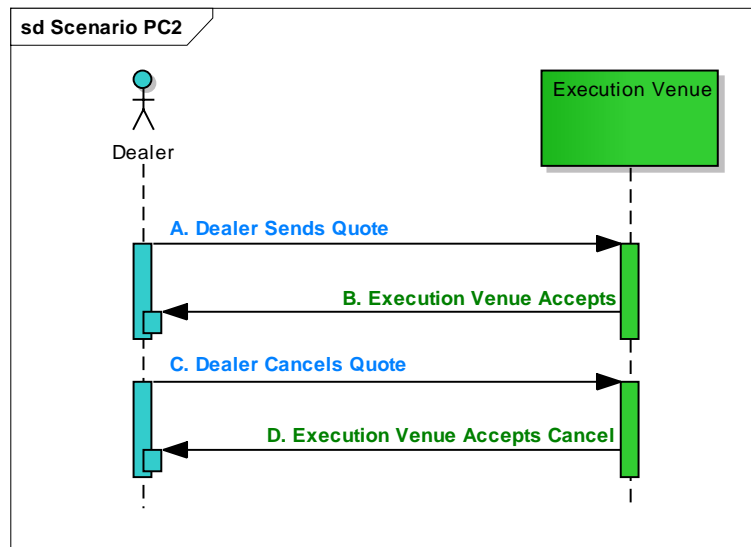 sd Scenario PC2
Execution Venue
Dealer
A. Dealer Sends Quote
B. Execution Venue Accepts
C. Dealer Cancels Quote
D. Execution Venue Accepts Cancel